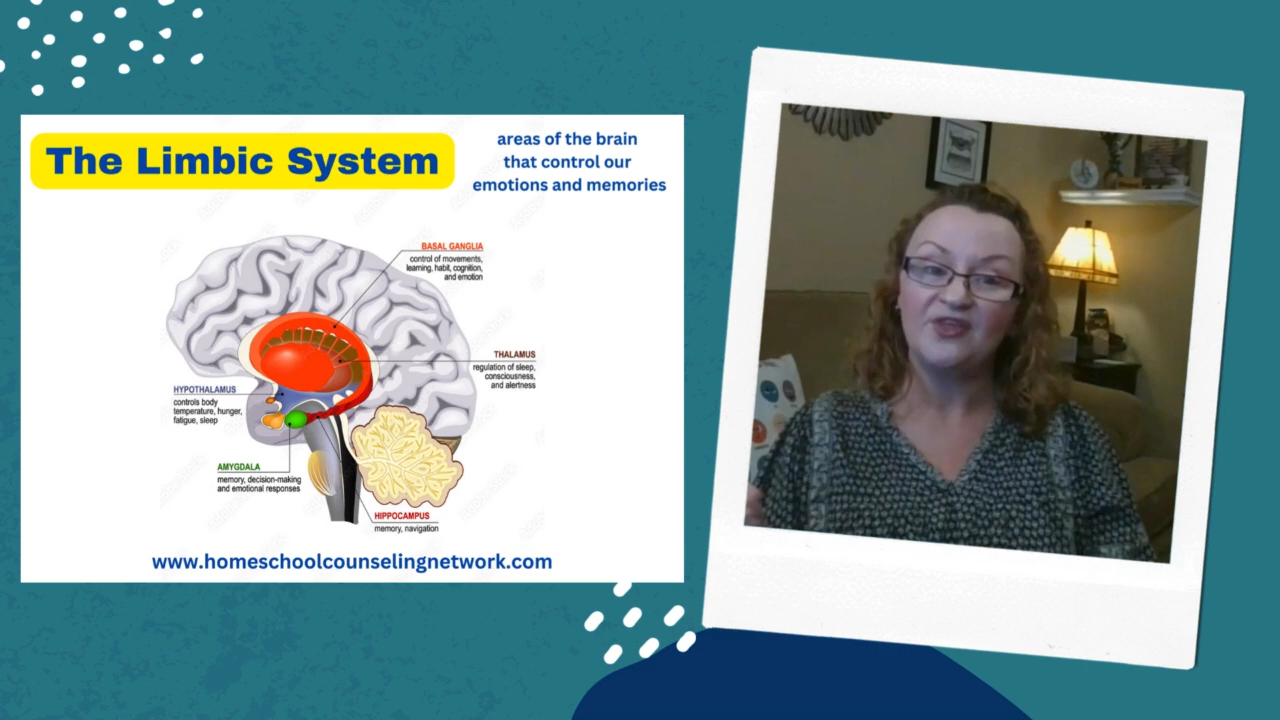 The Limbic System
areas of the brain
that control our
emotions and memories
BASAL GANGLIA
control of movements,
learning, habit, cognition,
and emotion
THALAMUS
regulation of sleep,
consciousness,
and alertness
HYPOTHALAMUS
controls body
temperature, hunger,
fatigue, sleep
AMYGDALA
memory, decision-making
and emotional responses
HIPPOCAMPUS
memory, navigation
www.homeschoolcounselingnetwork.com